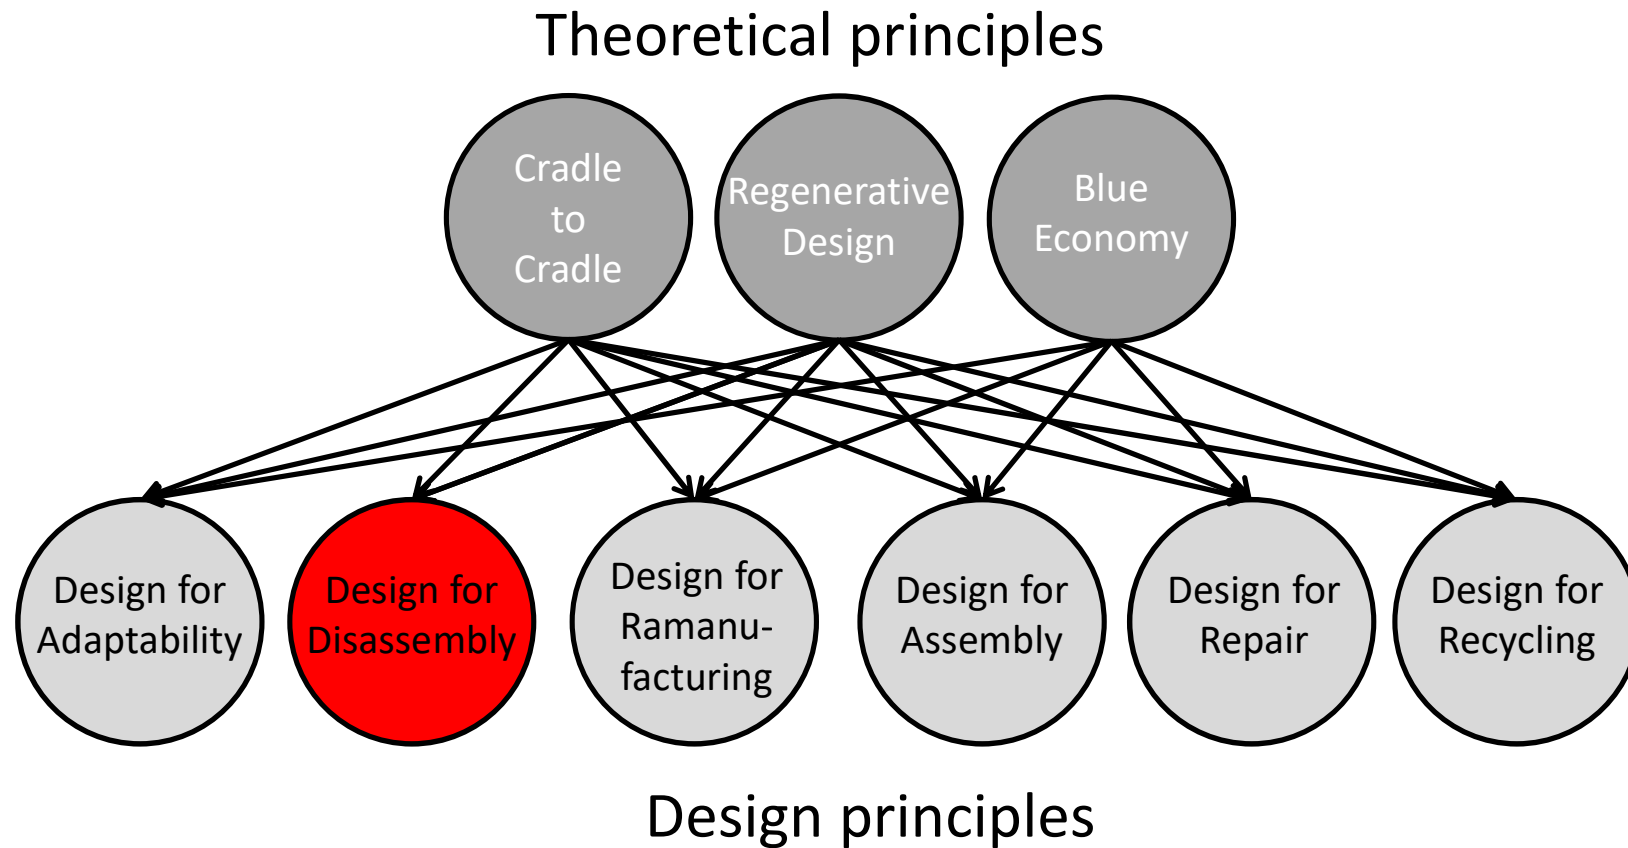 Theoretical principles
Cradle
to
Cradle
Regenerative
Design
Blue
Economy
Design for
Adaptability
Design for
Disassembly
Design for
Ramanu-
facturing
Design for
Assembly
Design for
Repair
Design for
Recycling
Design principles